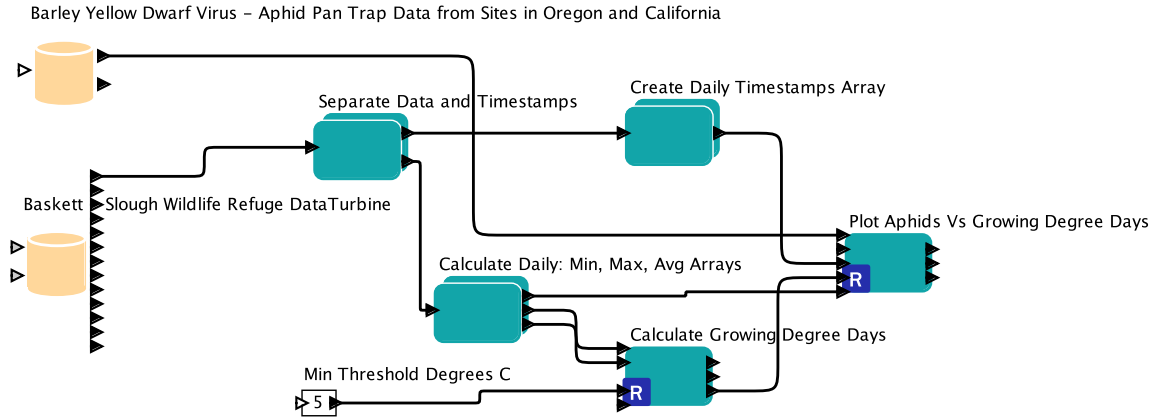 Barley Yellow Dwarf Virus - Aphid Pan Trap Data from Sites in Oregon and California
Create Daily Timestamps Array
Separate Data and Timestamps
Baskett Slough Wildlife Refuge DataTurbine
Plot Aphids Vs Growing Degree Days
Calculate Daily: Min, Max, Avg Arrays
R
Calculate Growing Degree Days
Min Threshold Degrees C
R
5